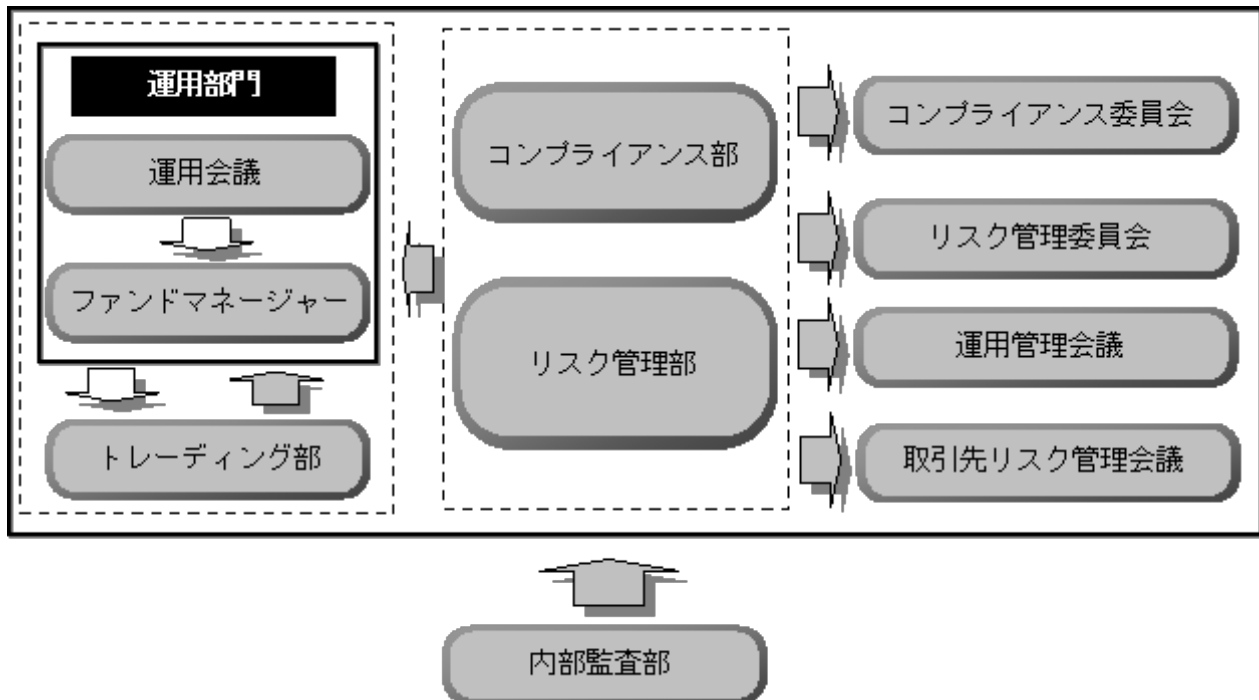 運用部門
運用会議
ファンドマネージャー
トレーディング部
コンプライアンス部
リスク管理部
コンプライアンス委員会
リスク管理委員会
運用管理会議
取引先リスク管理会議
内部監査部